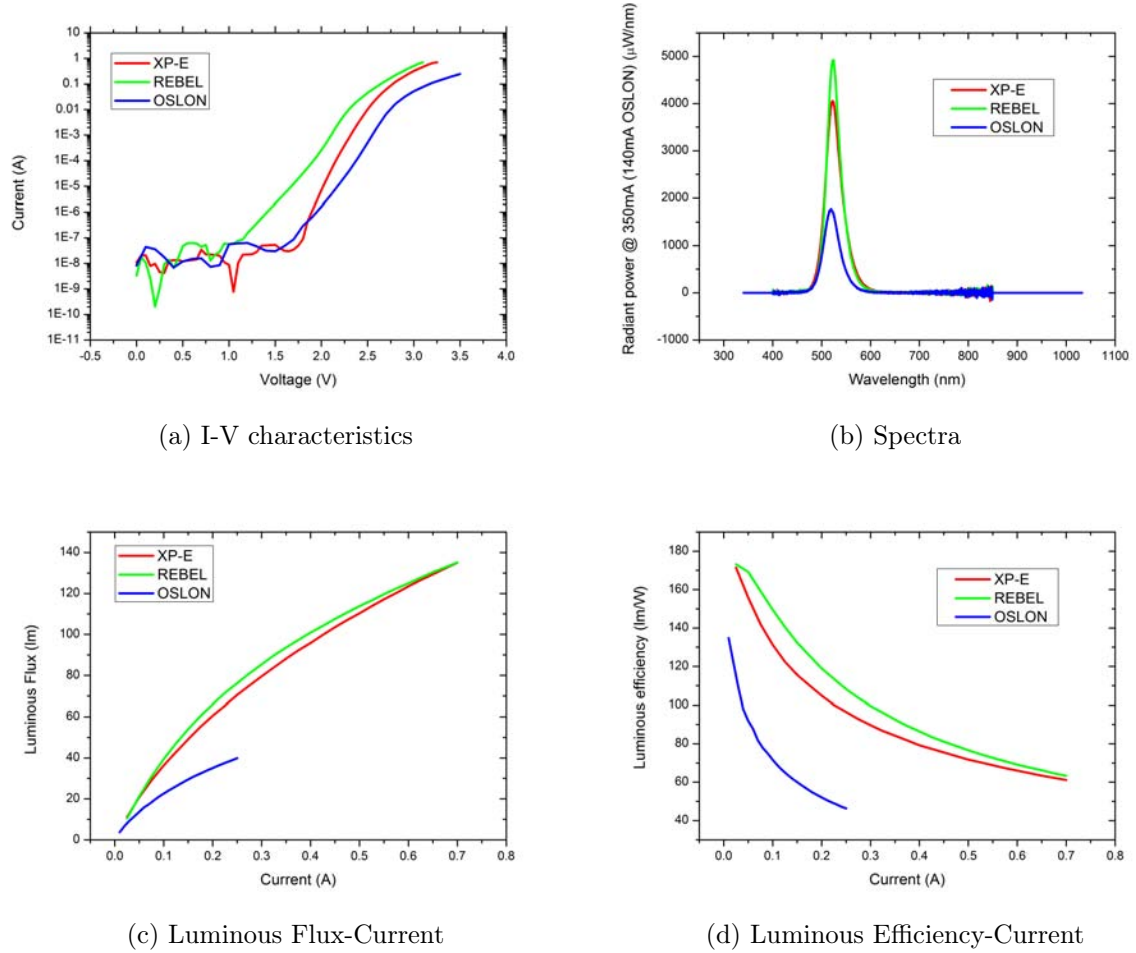 10
1
0.1
0.01
1E-3
1E-4
1E-5
1E-6
1E-7
1E-8
1E-9
1E-10
1E-11
Current (A)
XP-E
REBEL
OSLON
-0.5 0.0 0.5 1.0 1.5 2.0 2.5 3.0 3.5 4.0
Voltage (V)
(a) I-V characteristics
Radiant power @ 350mA (140mA OSLON) (μW/nm)
5000
4000
3000
2000
1000
0
-1000
XP-E
REBEL
OSLON
300 400 500 600 700 800 900 1000 1100
Wavelength (nm)
(b) Spectra
Luminous Flux (lm)
140
120
100
80
60
40
20
0
XP-E
REBEL
OSLON
0.0 0.1 0.2 0.3 0.4 0.5 0.6 0.7 0.8
Current (A)
(c) Luminous Flux-Current
Luminous efficiency (lm/W)
180
160
140
120
100
80
60
40
XP-E
REBEL
OSLON
0.0 0.1 0.2 0.3 0.4 0.5 0.6 0.7 0.8
Current (A)
(d) Luminous Efficiency-Current